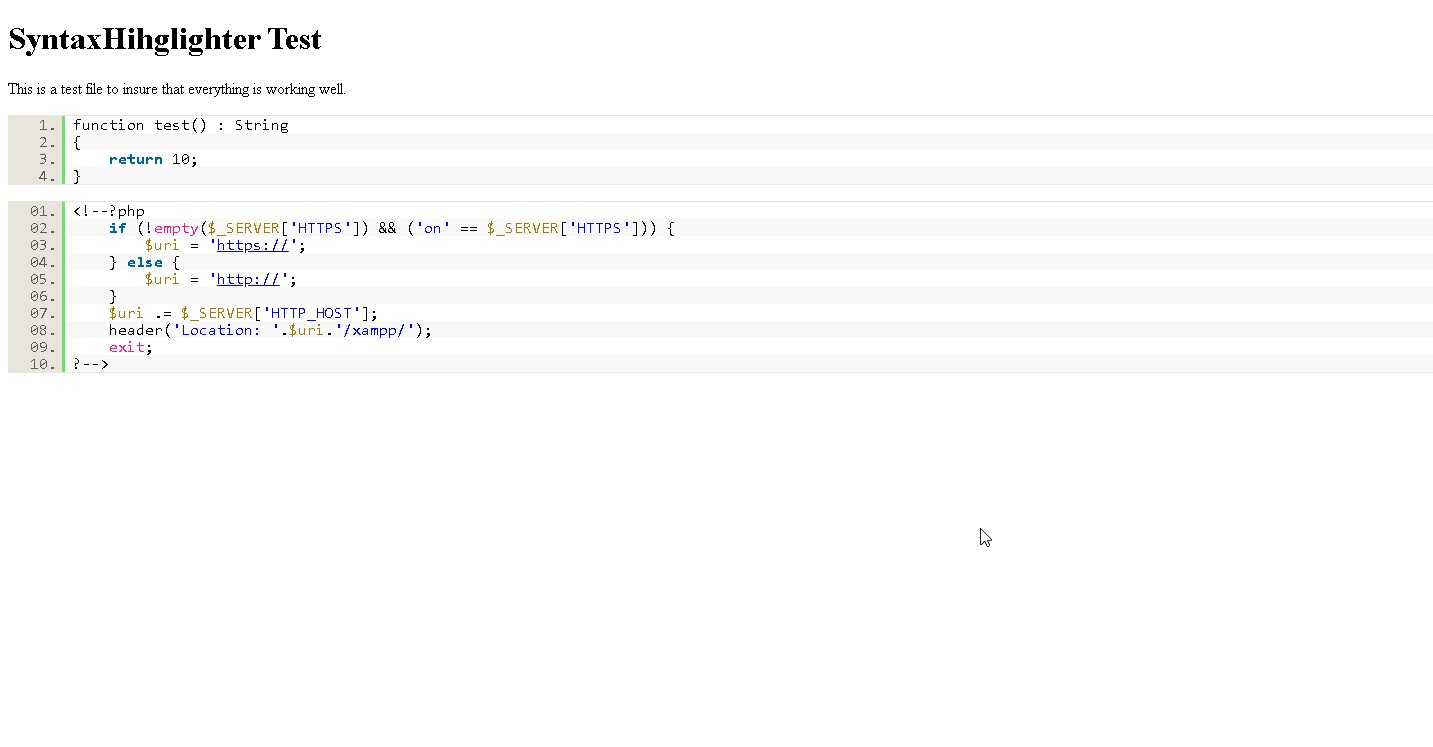 SyntaxHihglighter Test
This is a test file to insure that everything is working well.
1. function test() : String
2. {
3.     return 10;
4. }
01. <!--?php
02.     if (!empty($_SERVER['HTTPS']) && ('on' == $_SERVER['HTTPS'])) {
03.         $uri = 'https://';
04.     } else {
05.         $uri = 'http://';
06.     }
07.     $uri .= $_SERVER['HTTP_HOST'];
08.     header('Location: '.$uri.'/xampp/');
09.     exit;
10. ?-->